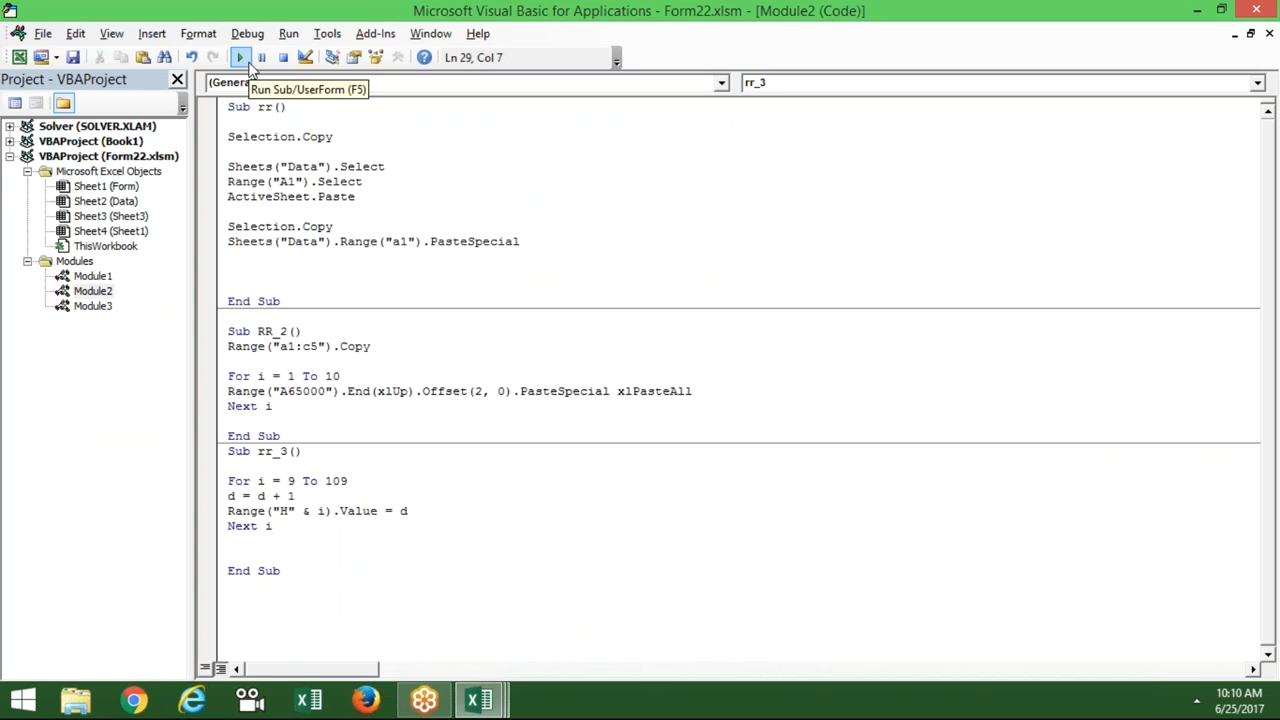 Microsoft Visual Basic for Applications - Form22.xlsm - [Module2 (Code)]
File Edit View Insert Format Debug Run Tools Add-Ins Window Help
Ln 29, Col 7
Project - VBAProject
(Genera
rr_3
Run Sub/UserForm (F5)
Solver (SOLVER.XLAM)
VBAProject (Book1)
VBAProject (Form22.xlsm)
Microsoft Excel Objects
Sheet1 (Form)
Sheet2 (Data)
Sheet3 (Sheet3)
Sheet4 (Sheet1)
ThisWorkbook
Modules
Module1
Module2
Module3
Sub rr()
Selection.Copy
Sheets("Data").Select
Range("A1").Select
ActiveSheet.Paste
Selection.Copy
Sheets("Data").Range("a1").PasteSpecial
End Sub
Sub RR_2()
Range("a1:c5").Copy
For i = 1 To 10
Range("A65000").End(xlUp).Offset(2, 0).PasteSpecial xlPasteAll
Next i
End Sub
Sub rr_3()
For i = 9 To 109
d = d + 1
Range("H" & i).Value = d
Next i
End Sub
10:10 AM
6/25/2017